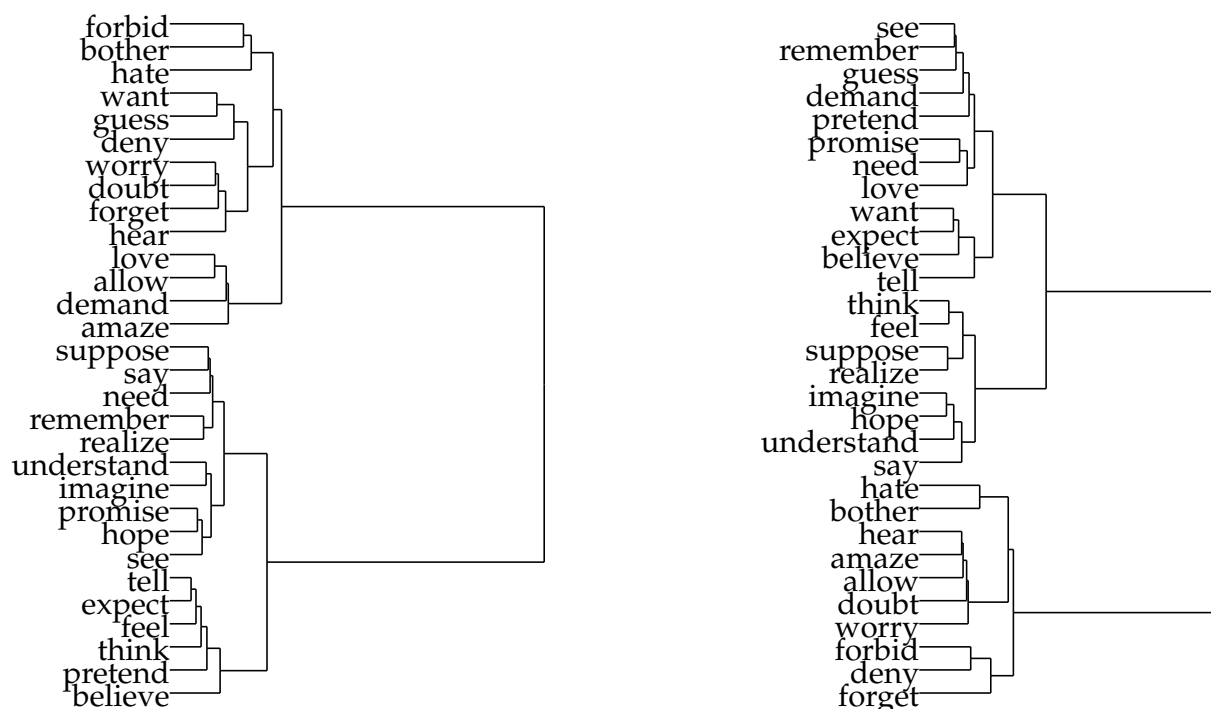 forbid
bother
hate
want
guess
deny
worry
doubt
forget
hear
love
allow
demand
amaze
suppose
say
need
remember
realize
understand
imagine
promise
hope
see
tell
expect
feel
think
pretend
believe
see
remember
guess
demand
pretend
promise
need
love
want
expect
believe
tell
think
feel
suppose
realize
imagine
hope
understand
say
hate
bother
hear
amaze
allow
doubt
worry
forbid
deny
forget